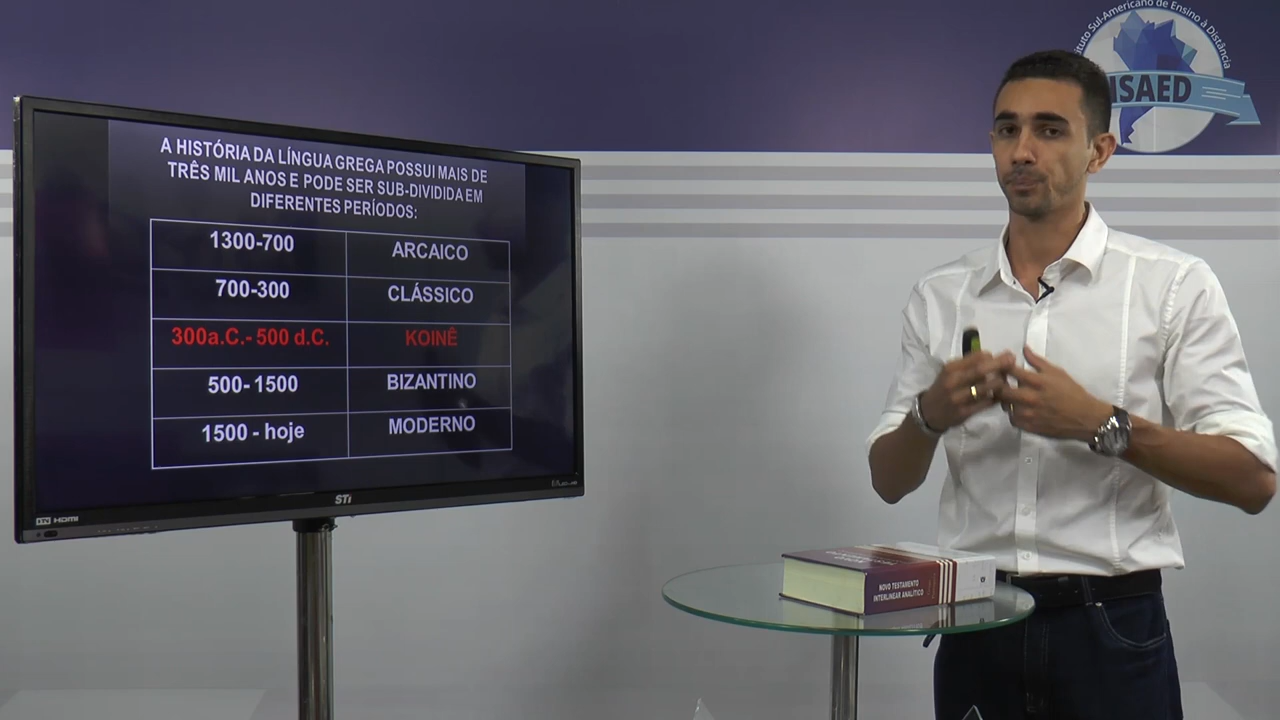 Instituto Sul-Americano de Ensino à Distância
ISAED
A HISTÓRIA DA LÍNGUA GREGA POSSUI MAIS DE
TRÊS MIL ANOS E PODE SER SUB-DIVIDIDA EM
DIFERENTES PERÍODOS:
1300-700 ARCAICO
700-300 CLÁSSICO
300a.C.- 500 d.C. KOINÊ
500- 1500 BIZANTINO
1500 - hoje MODERNO
STi
DTV HDMI
NOVO TESTAMENTO
INTERLINEAR ANALÍTICO